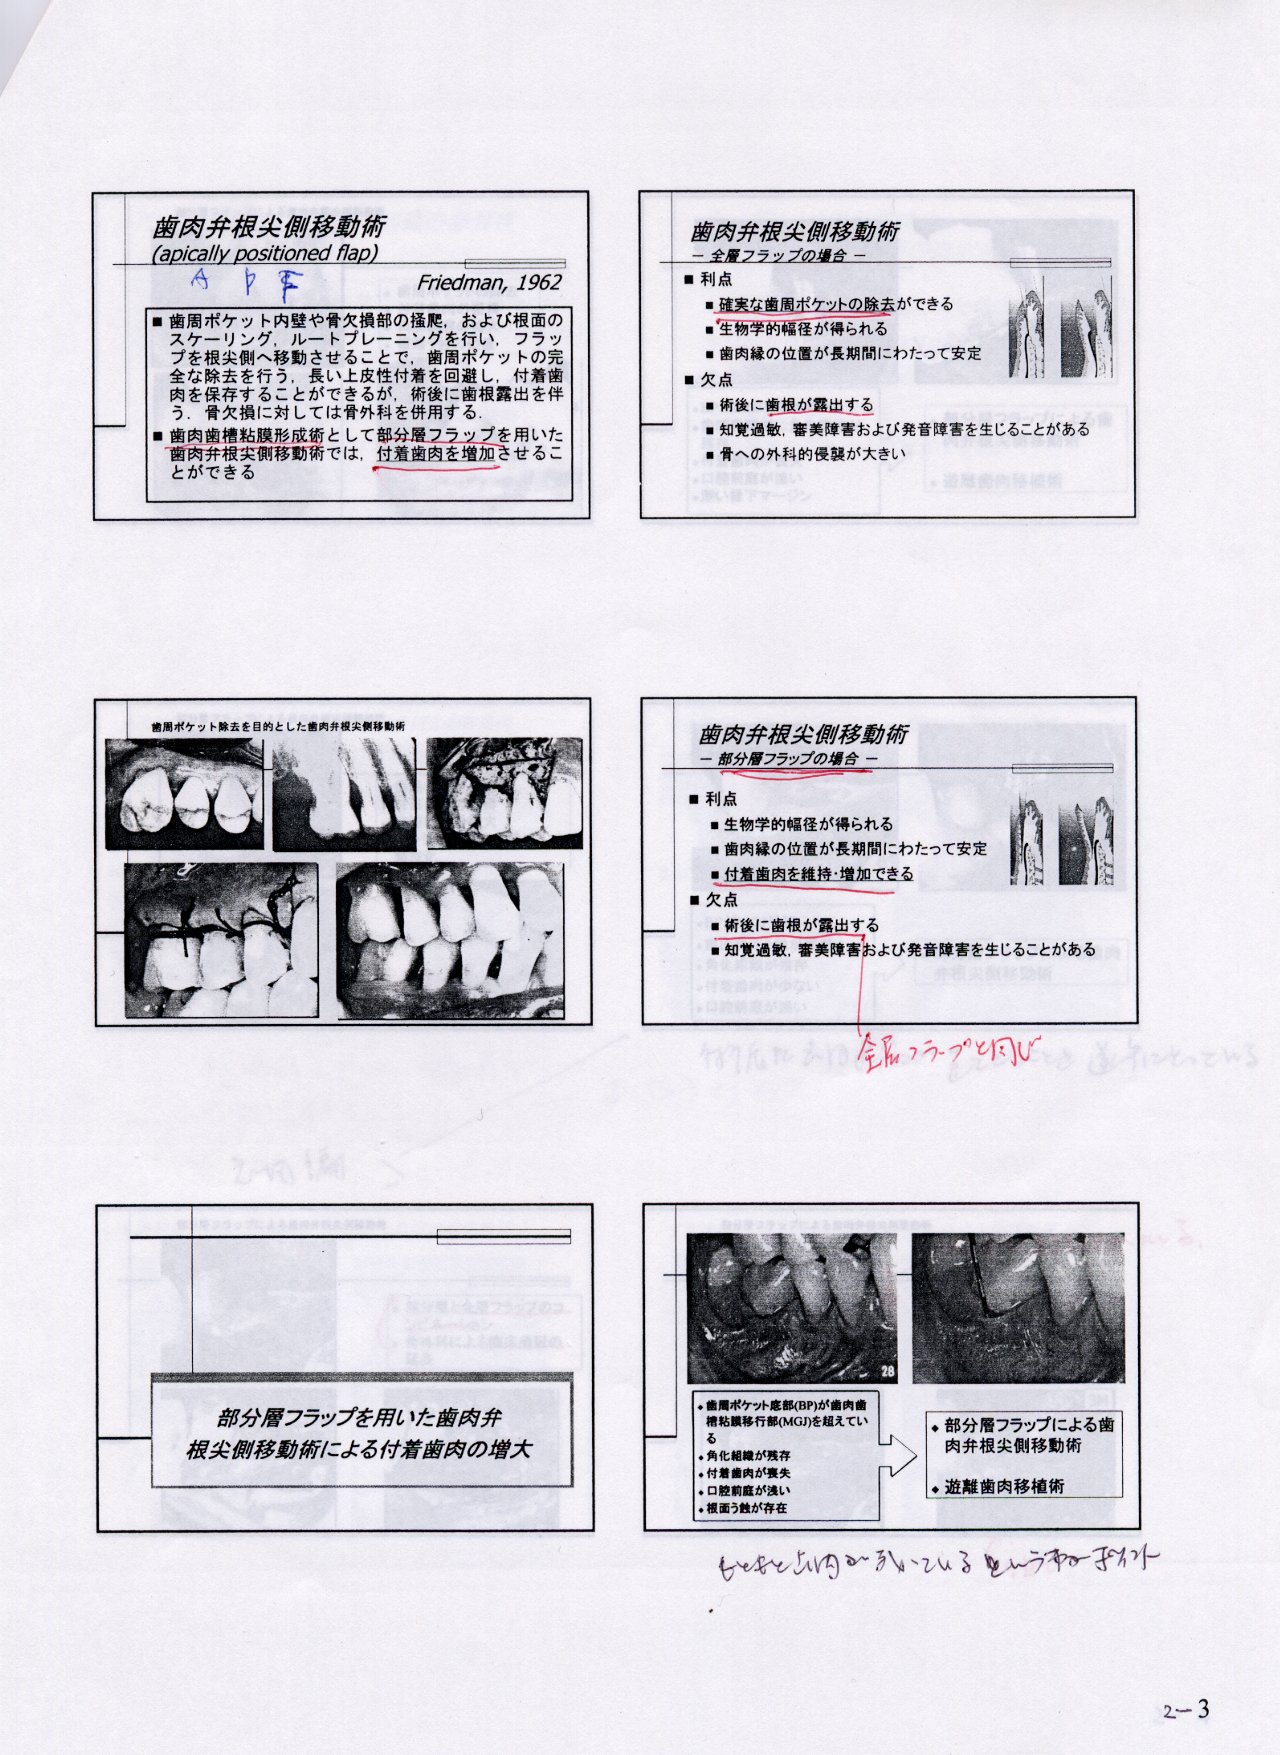 歯肉弁根尖側移動術
(apically positioned flap)
A P F
Friedman, 1962
■ 歯周ポケット内壁や骨欠損部の掻爬，および根面の
スケーリング，ルートプレーニングを行い，フラッ
プを根尖側へ移動させることで，歯周ポケットの完
全な除去を行う．長い上皮性付着を回避し，付着歯
肉を保存することができるが，術後に歯根露出を伴
う．骨欠損に対しては骨外科を併用する．
■ 歯肉歯槽粘膜形成術として部分層フラップを用いた
歯肉弁根尖側移動術では，付着歯肉を増加させるこ
とができる
歯肉弁根尖側移動術
－ 全層フラップの場合 －
■ 利点
■ 確実な歯周ポケットの除去ができる
■ 生物学的幅径が得られる
■ 歯肉縁の位置が長期間にわたって安定
■ 欠点
■ 術後に歯根が露出する
■ 知覚過敏，審美障害および発音障害を生じることがある
■ 骨への外科的侵襲が大きい
歯周ポケット除去を目的とした歯肉弁根尖側移動術
歯肉弁根尖側移動術
－ 部分層フラップの場合 －
■ 利点
■ 生物学的幅径が得られる
■ 歯肉縁の位置が長期間にわたって安定
■ 付着歯肉を維持・増加できる
■ 欠点
■ 術後に歯根が露出する
■ 知覚過敏，審美障害および発音障害を生じることがある
全層フラップと同じ
部分層フラップを用いた歯肉弁
根尖側移動術による付着歯肉の増大
28
◆ 歯周ポケット底部(BP)が歯肉歯
槽粘膜移行部(MGJ)を超えてい
る
◆ 角化組織が残存
◆ 付着歯肉が喪失
◆ 口腔前庭が浅い
◆ 根面う蝕が存在
◆ 部分層フラップによる歯
肉弁根尖側移動術
◆ 遊離歯肉移植術
もともと歯肉が残っているという事がポイント
2-3